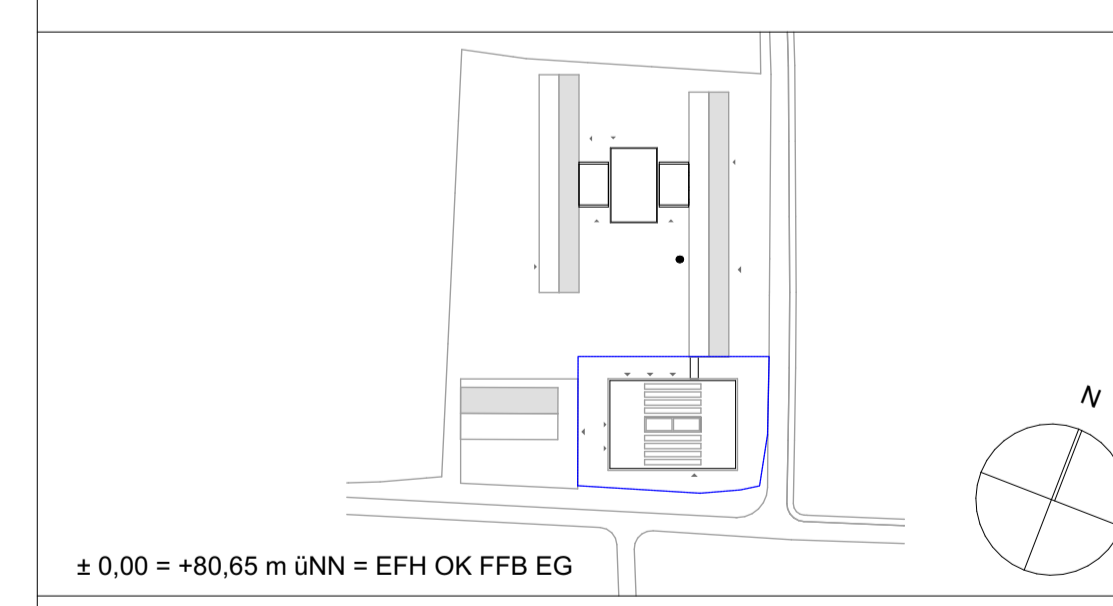 N
± 0,00 = +80,65 m üNN = EFH OK FFB EG